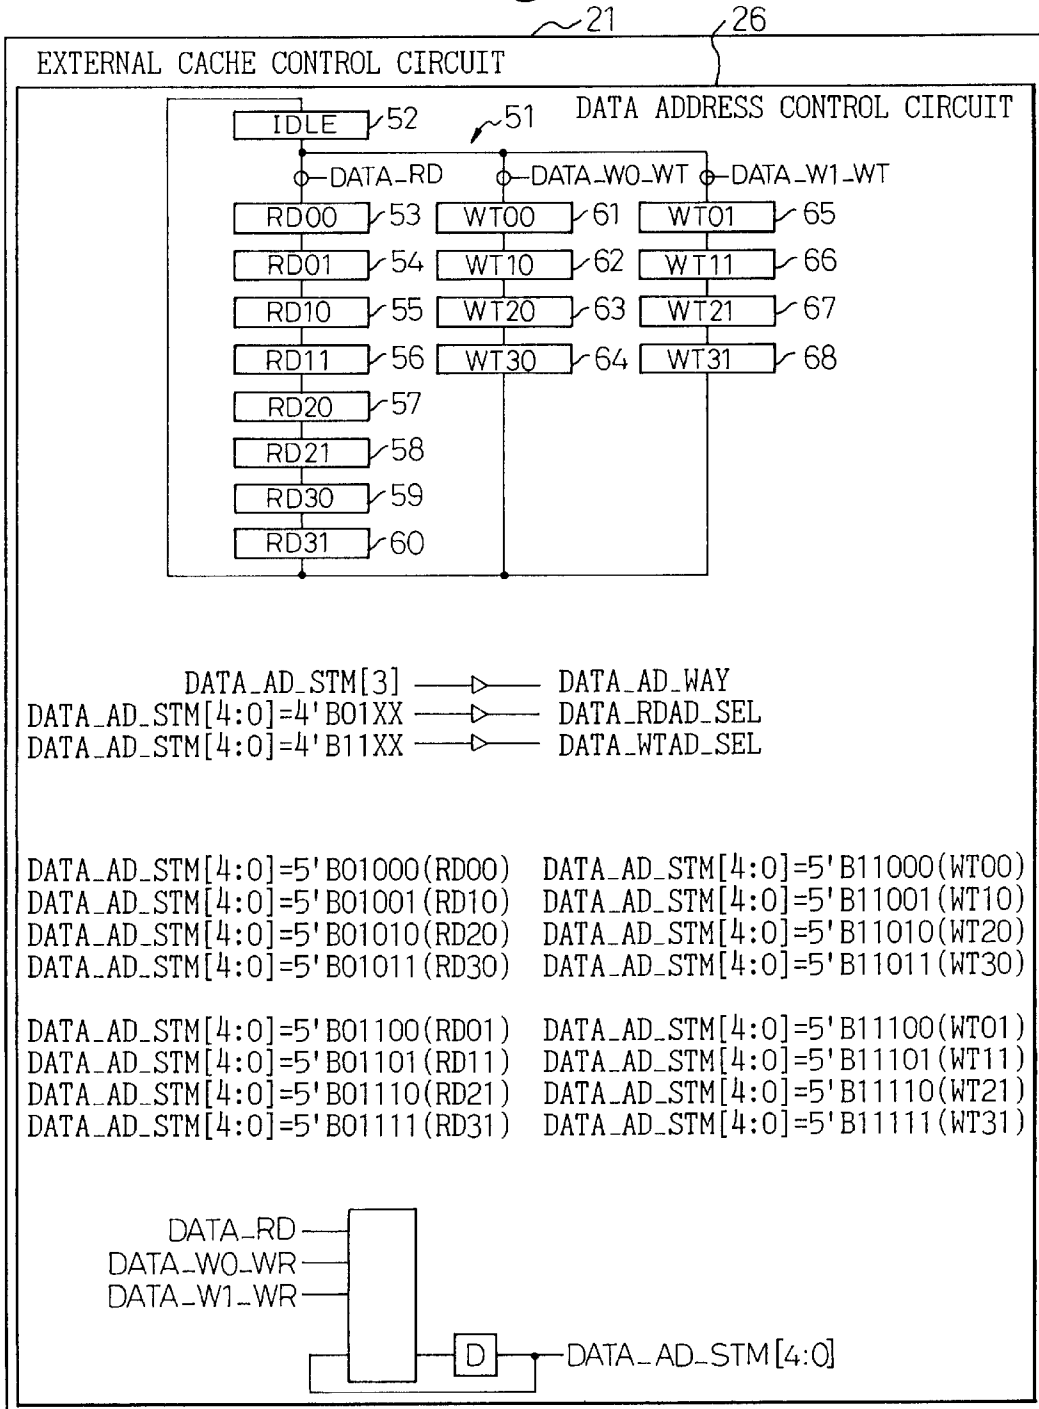 21
26
EXTERNAL CACHE CONTROL CIRCUIT
DATA ADDRESS CONTROL CIRCUIT
IDLE 52
51
DATA_RD DATA_W0_WT DATA_W1_WT
RD00 53 WT00 61 WT01 65
RD01 54 WT10 62 WT11 66
RD10 55 WT20 63 WT21 67
RD11 56 WT30 64 WT31 68
RD20 57
RD21 58
RD30 59
RD31 60
DATA_AD_STM[3] DATA_AD_WAY
DATA_AD_STM[4:0]=4'B01XX DATA_RDAD_SEL
DATA_AD_STM[4:0]=4'B11XX DATA_WTAD_SEL
DATA_AD_STM[4:0]=5'B01000(RD00) DATA_AD_STM[4:0]=5'B11000(WT00)
DATA_AD_STM[4:0]=5'B01001(RD10) DATA_AD_STM[4:0]=5'B11001(WT10)
DATA_AD_STM[4:0]=5'B01010(RD20) DATA_AD_STM[4:0]=5'B11010(WT20)
DATA_AD_STM[4:0]=5'B01011(RD30) DATA_AD_STM[4:0]=5'B11011(WT30)
DATA_AD_STM[4:0]=5'B01100(RD01) DATA_AD_STM[4:0]=5'B11100(WT01)
DATA_AD_STM[4:0]=5'B01101(RD11) DATA_AD_STM[4:0]=5'B11101(WT11)
DATA_AD_STM[4:0]=5'B01110(RD21) DATA_AD_STM[4:0]=5'B11110(WT21)
DATA_AD_STM[4:0]=5'B01111(RD31) DATA_AD_STM[4:0]=5'B11111(WT31)
DATA_RD
DATA_W0_WR
DATA_W1_WR
D DATA_AD_STM[4:0]